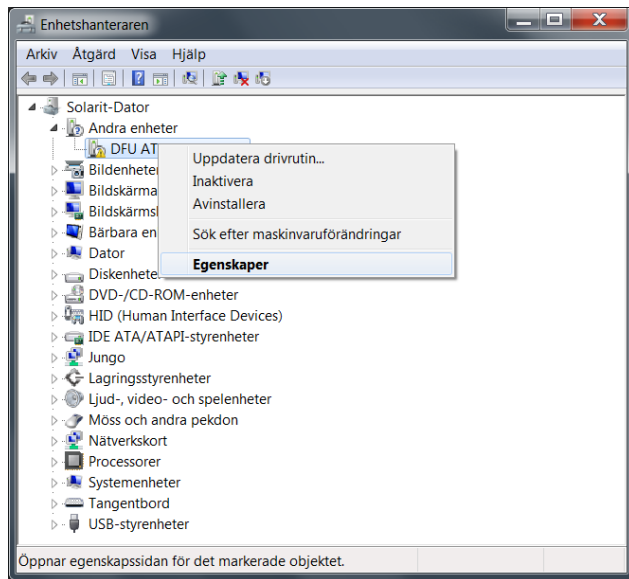 Enhetshanteraren
Arkiv Åtgärd Visa Hjälp
Solarit-Dator
Andra enheter
DFU AT
Uppdatera drivrutin...
Inaktivera
Avinstallera
Sök efter maskinvaruförändringar
Egenskaper
Bildenheter
Bildskärma
Bildskärmsl
Bärbara en
Dator
Diskenhete
DVD-/CD-ROM-enheter
HID (Human Interface Devices)
IDE ATA/ATAPI-styrenheter
Jungo
Lagringsstyrenheter
Ljud-, video- och spelenheter
Möss och andra pekdon
Nätverkskort
Processorer
Systemenheter
Tangentbord
USB-styrenheter
Öppnar egenskapssidan för det markerade objektet.